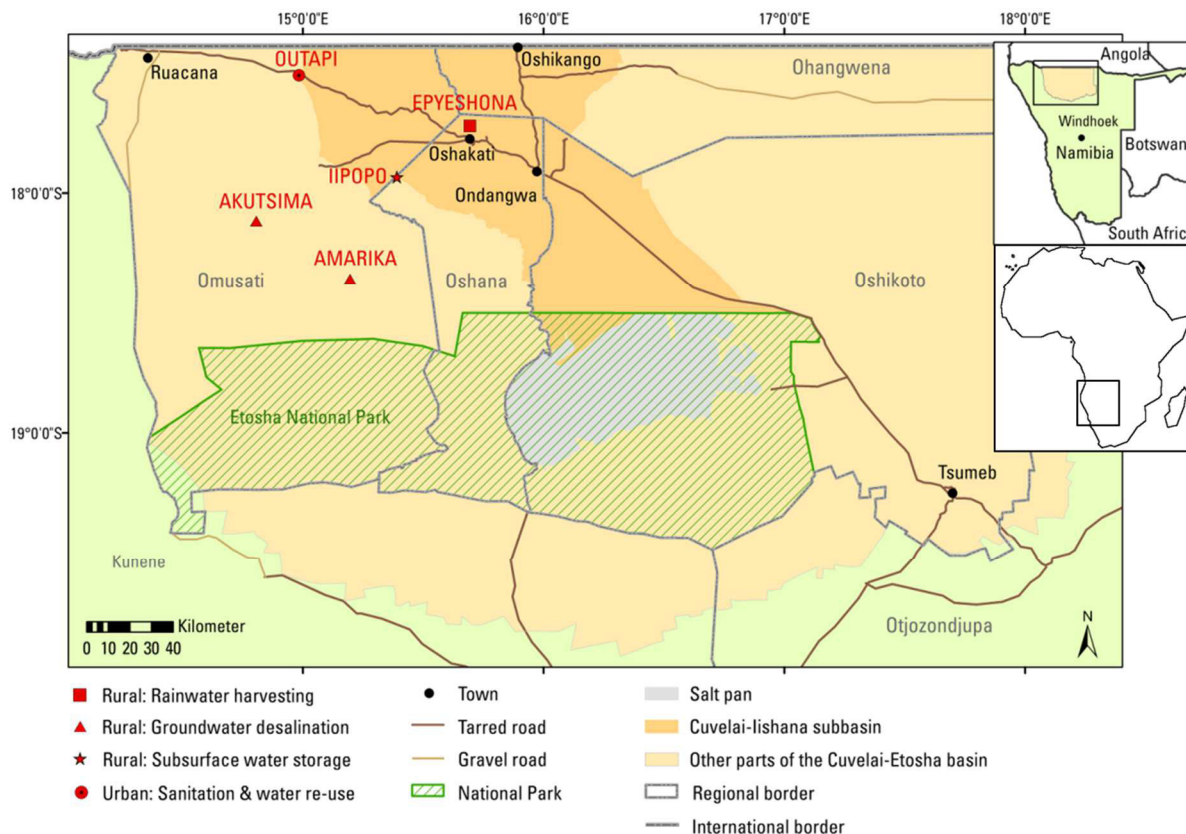 15°0'0"E
16°0'0"E
17°0'0"E
18°0'0"E
Ruacana
OUTAPI
Oshikango
Ohangwena
EPYESHONA
Oshakati
IIPOPO
Ondangwa
18°0'0"S
AKUTSIMA
AMARIKA
Omusati
Oshana
Oshikoto
Etosha National Park
19°0'0"S
Tsumeb
Kunene
Otjozondjupa
Kilometer
0 10 20 30 40
N
Angola
Windhoek
Namibia
Botswan
South Afric
Rural: Rainwater harvesting
Rural: Groundwater desalination
Rural: Subsurface water storage
Urban: Sanitation & water re-use
Town
Tarred road
Gravel road
National Park
Salt pan
Cuvelai-Iishana subbasin
Other parts of the Cuvelai-Etosha basin
Regional border
International border